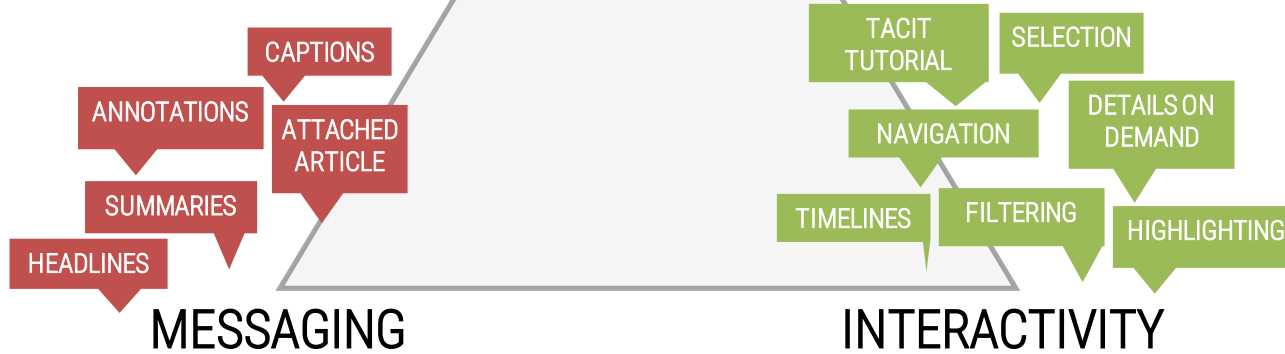 CAPTIONS
ANNOTATIONS
ATTACHED
ARTICLE
SUMMARIES
HEADLINES
MESSAGING
TACIT
TUTORIAL
SELECTION
DETAILS ON
DEMAND
NAVIGATION
TIMELINES
FILTERING
HIGHLIGHTING
INTERACTIVITY